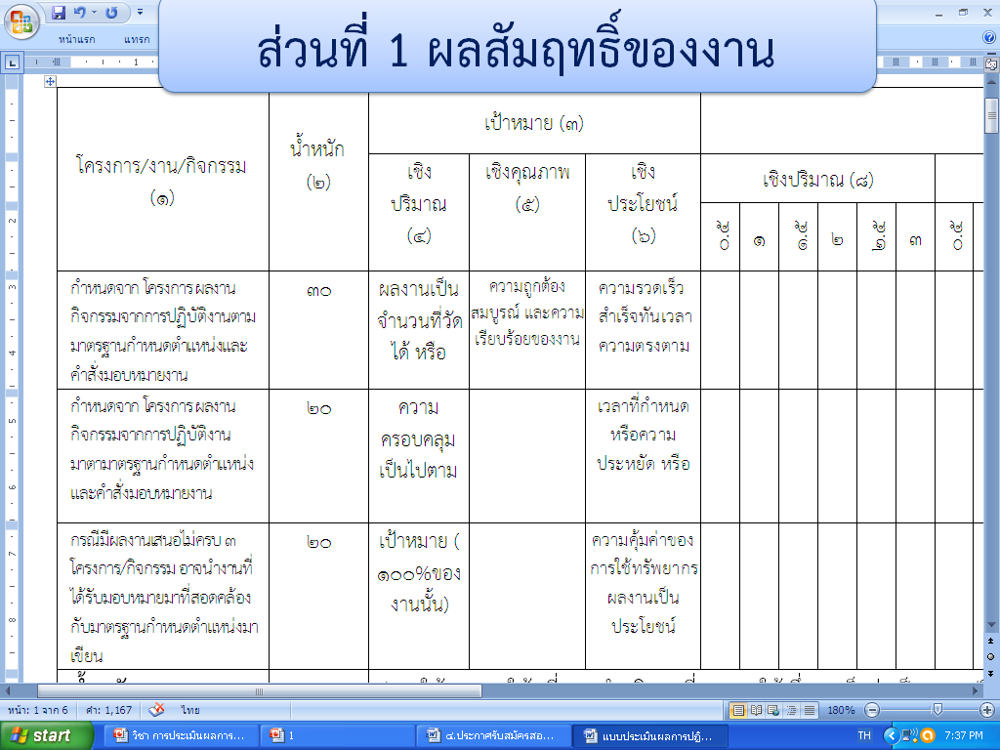 ส่วนที่ 1 ผลสัมฤทธิ์ของงาน
หน้าแรก
แทรก
1
โครงการ/งาน/กิจกรรม
(๑)
น้ำหนัก
(๒)
เป้าหมาย (๓)
เชิง
ปริมาณ
(๔)
เชิงคุณภาพ
(๕)
เชิง
ประโยชน์
(๖)
เชิงปริมาณ (๘)
๐.๕
๑
๑.๕
๒
๒.๕
๓
๐.๕
กำหนดจาก โครงการ ผลงาน
กิจกรรมจากการปฏิบัติงานตาม
มาตรฐานกำหนดตำแหน่งและ
คำสั่งมอบหมายงาน
๓๐
ผลงานเป็น
จำนวนที่วัด
ได้ หรือ
ความถูกต้อง
สมบูรณ์ และความ
เรียบร้อยของงาน
ความรวดเร็ว
สำเร็จทันเวลา
ความตรงตาม
กำหนดจาก โครงการ ผลงาน
กิจกรรมจากการปฏิบัติงาน
มาตามาตรฐานกำหนดตำแหน่ง
และคำสั่งมอบหมายงาน
๒๐
ความ
ครอบคลุม
เป็นไปตาม
เวลาที่กำหนด
หรือความ
ประหยัด หรือ
กรณีมีผลงานเสนอไม่ครบ ๓
โครงการ/กิจกรรม อาจนำงานที่
ได้รับมอบหมายมาที่สอดคล้อง
กับมาตรฐานกำหนดตำแหน่งมา
เขียน
๒๐
เป้าหมาย (
๑๐๐%ของ
งานนั้น)
ความคุ้มค่าของ
การใช้ทรัพยากร
ผลงานเป็น
ประโยชน์
2
3
4
5
6
7
8
หน้า: 1 จาก 6
คำ: 1,167
ไทย
180%
start
วิชา การประเมินผลการ...
1
๔.ประกาศรับสมัครสอ...
แบบประเมินผลการปฏิ...
TH
7:37 PM